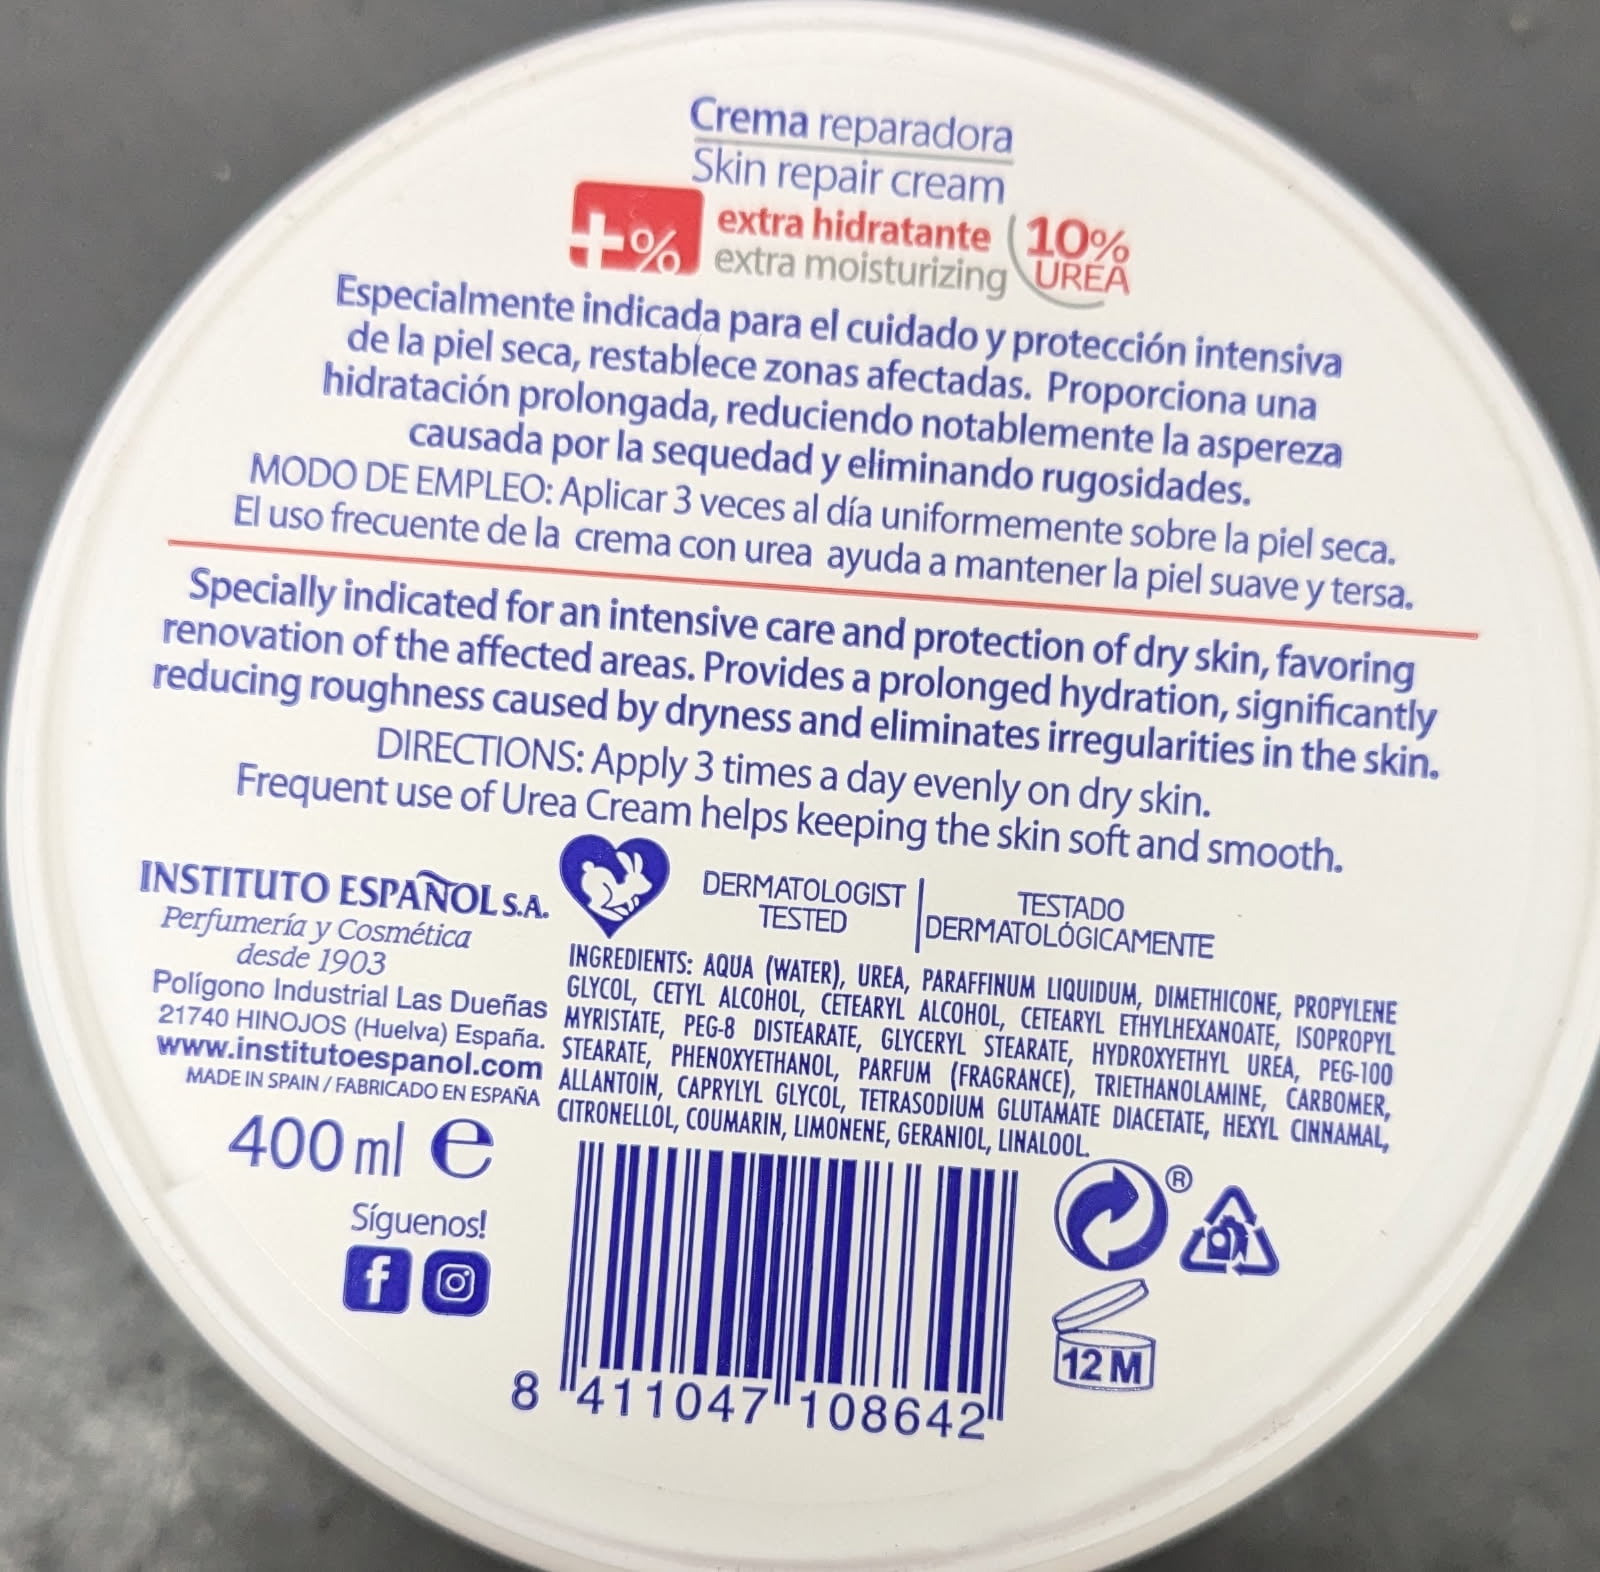 Crema reparadora
Skin repair cream
+% extra hidratante
extra moisturizing
10%
UREA
Especialmente indicada para el cuidado y protección intensiva
de la piel seca, restablece zonas afectadas. Proporciona una
hidratación prolongada, reduciendo notablemente la aspereza
causada por la sequedad y eliminando rugosidades.
MODO DE EMPLEO: Aplicar 3 veces al día uniformemente sobre la piel seca.
El uso frecuente de la crema con urea ayuda a mantener la piel suave y tersa.
Specially indicated for an intensive care and protection of dry skin, favoring
renovation of the affected areas. Provides a prolonged hydration, significantly
reducing roughness caused by dryness and eliminates irregularities in the skin.
DIRECTIONS: Apply 3 times a day evenly on dry skin.
Frequent use of Urea Cream helps keeping the skin soft and smooth.
INSTITUTO ESPAÑOL S.A.
Perfumería y Cosmética
desde 1903
Polígono Industrial Las Dueñas
21740 HINOJOS (Huelva) España.
www.institutoespanol.com
MADE IN SPAIN / FABRICADO EN ESPAÑA
400 ml e
Síguenos!
f
DERMATOLOGIST
TESTED
TESTADO
DERMATOLÓGICAMENTE
INGREDIENTS: AQUA (WATER), UREA, PARAFFINUM LIQUIDUM, DIMETHICONE, PROPYLENE
GLYCOL, CETYL ALCOHOL, CETEARYL ALCOHOL, CETEARYL ETHYLHEXANOATE, ISOPROPYL
MYRISTATE, PEG-8 DISTEARATE, GLYCERYL STEARATE, HYDROXYETHYL UREA, PEG-100
STEARATE, PHENOXYETHANOL, PARFUM (FRAGRANCE), TRIETHANOLAMINE, CARBOMER,
ALLANTOIN, CAPRYLYL GLYCOL, TETRASODIUM GLUTAMATE DIACETATE, HEXYL CINNAMAL,
CITRONELLOL, COUMARIN, LIMONENE, GERANIOL, LINALOOL.
®
12 M
8 411047 108642